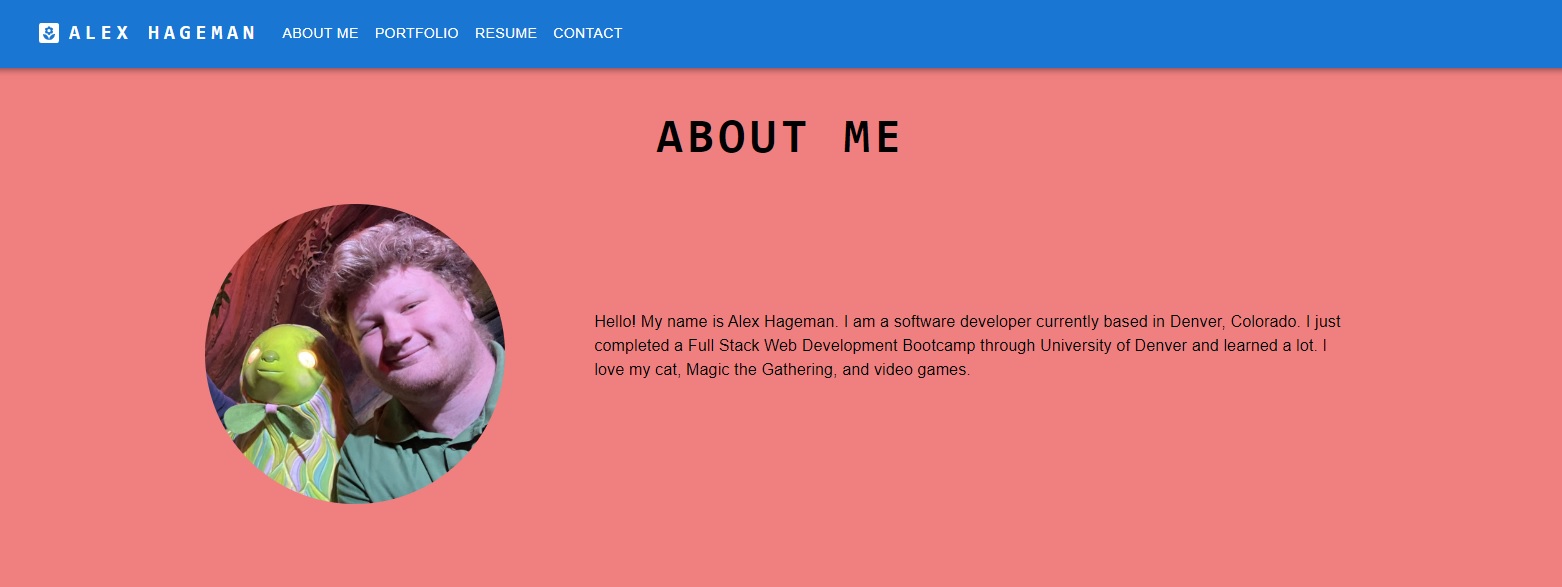 ALEX HAGEMAN ABOUT ME PORTFOLIO RESUME CONTACT
ABOUT ME
Hello! My name is Alex Hageman. I am a software developer currently based in Denver, Colorado. I just
completed a Full Stack Web Development Bootcamp through University of Denver and learned a lot. I
love my cat, Magic the Gathering, and video games.